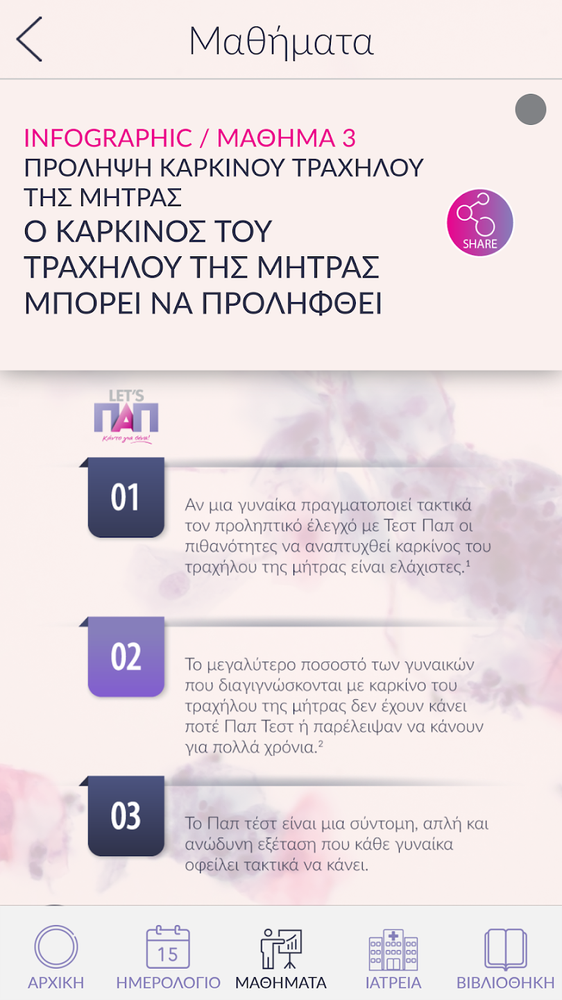 Μαθήματα
INFOGRAPHIC / ΜΑΘΗΜΑ 3
ΠΡΟΛΗΨΗ ΚΑΡΚΙΝΟΥ ΤΡΑΧΗΛΟΥ
ΤΗΣ ΜΗΤΡΑΣ
Ο ΚΑΡΚΙΝΟΣ ΤΟΥ
ΤΡΑΧΗΛΟΥ ΤΗΣ ΜΗΤΡΑΣ
ΜΠΟΡΕΙ ΝΑ ΠΡΟΛΗΦΘΕΙ
SHARE
LET'S
ΠΑΠ
Κάντο για σένα!
01
Αν μια γυναίκα πραγματοποιεί τακτικά
τον προληπτικό έλεγχό με Τεστ Παπ οι
πιθανότητες να αναπτυχθεί καρκίνος του
τραχήλου της μήτρας είναι ελάχιστες.¹
02
Το μεγαλύτερο ποσοστό των γυναικών
που διαγιγνώσκονται με καρκίνο του
τραχήλου της μήτρας δεν έχουν κάνει
ποτέ Παπ Τεστ ή παρέλειψαν να κάνουν
για πολλά χρόνια.²
03
Το Παπ τέστ είναι μια σύντομη, απλή και
ανώδυνη εξέταση που κάθε γυναίκα
οφείλει τακτικά να κάνει.
15
ΑΡΧΙΚΗ ΗΜΕΡΟΛΟΓΙΟ ΜΑΘΗΜΑΤΑ ΙΑΤΡΕΙΑ ΒΙΒΛΙΟΘΗΚΗ